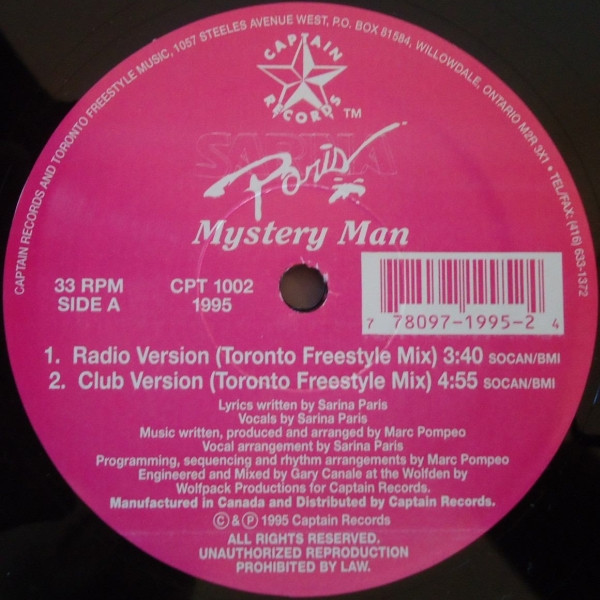 CAPTAIN RECORDS AND TORONTO FREESTYLE MUSIC, 1057 STEELES AVENUE WEST, P.O. BOX 81584, WILLOWDALE, ONTARIO M2R 3X1 • TEL/FAX: (416) 633-1372
CAPTAIN
RECORDS
TM
SARINA
Paris
Mystery Man
33 RPM
SIDE A
CPT 1002
1995
7 78097-1995-2 4
1. Radio Version (Toronto Freestyle Mix) 3:40 SOCAN/BMI
2. Club Version (Toronto Freestyle Mix) 4:55 SOCAN/BMI
Lyrics written by Sarina Paris
Vocals by Sarina Paris
Music written, produced and arranged by Marc Pompeo
Vocal arrangement by Sarina Paris
Programming, sequencing and rhythm arrangements by Marc Pompeo
Engineered and Mixed by Gary Canale at the Wolfden by
Wolfpack Productions for Captain Records.
Manufactured in Canada and Distributed by Captain Records.
© & ℗ 1995 Captain Records
ALL RIGHTS RESERVED.
UNAUTHORIZED REPRODUCTION
PROHIBITED BY LAW.